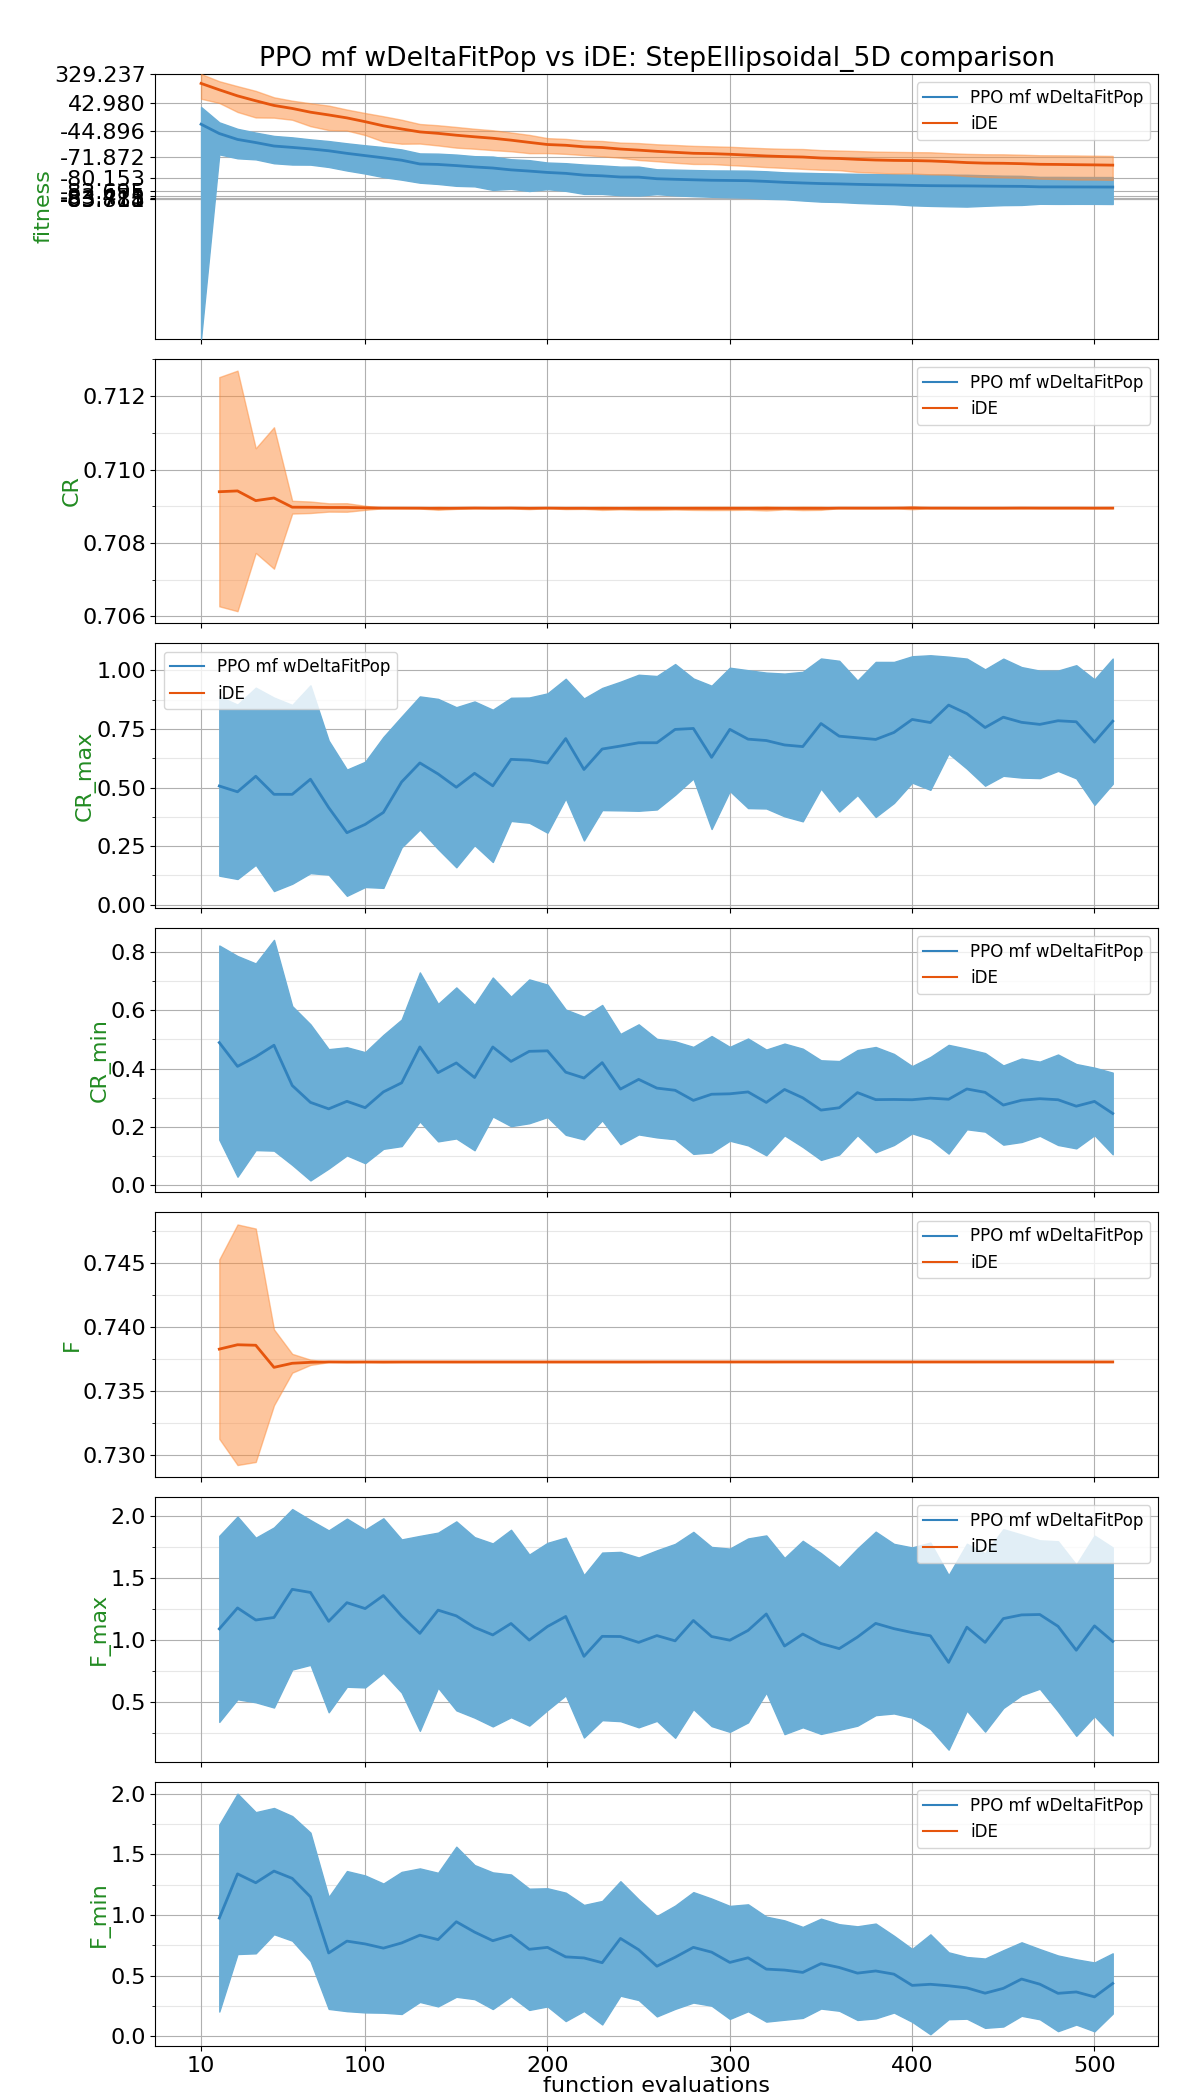 PPO mf wDeltaFitPop vs iDE: StepEllipsoidal_5D comparison
329.237
42.980
-44.896
-71.872
-80.153
fitness
PPO mf wDeltaFitPop
iDE
0.712
0.710
0.708
0.706
CR
PPO mf wDeltaFitPop
iDE
1.00
0.75
0.50
0.25
0.00
CR_max
PPO mf wDeltaFitPop
iDE
0.8
0.6
0.4
0.2
0.0
CR_min
PPO mf wDeltaFitPop
iDE
0.745
0.740
0.735
0.730
F
PPO mf wDeltaFitPop
iDE
2.0
1.5
1.0
0.5
F_max
PPO mf wDeltaFitPop
iDE
2.0
1.5
1.0
0.5
0.0
F_min
PPO mf wDeltaFitPop
iDE
10 100 200 300 400 500
function evaluations